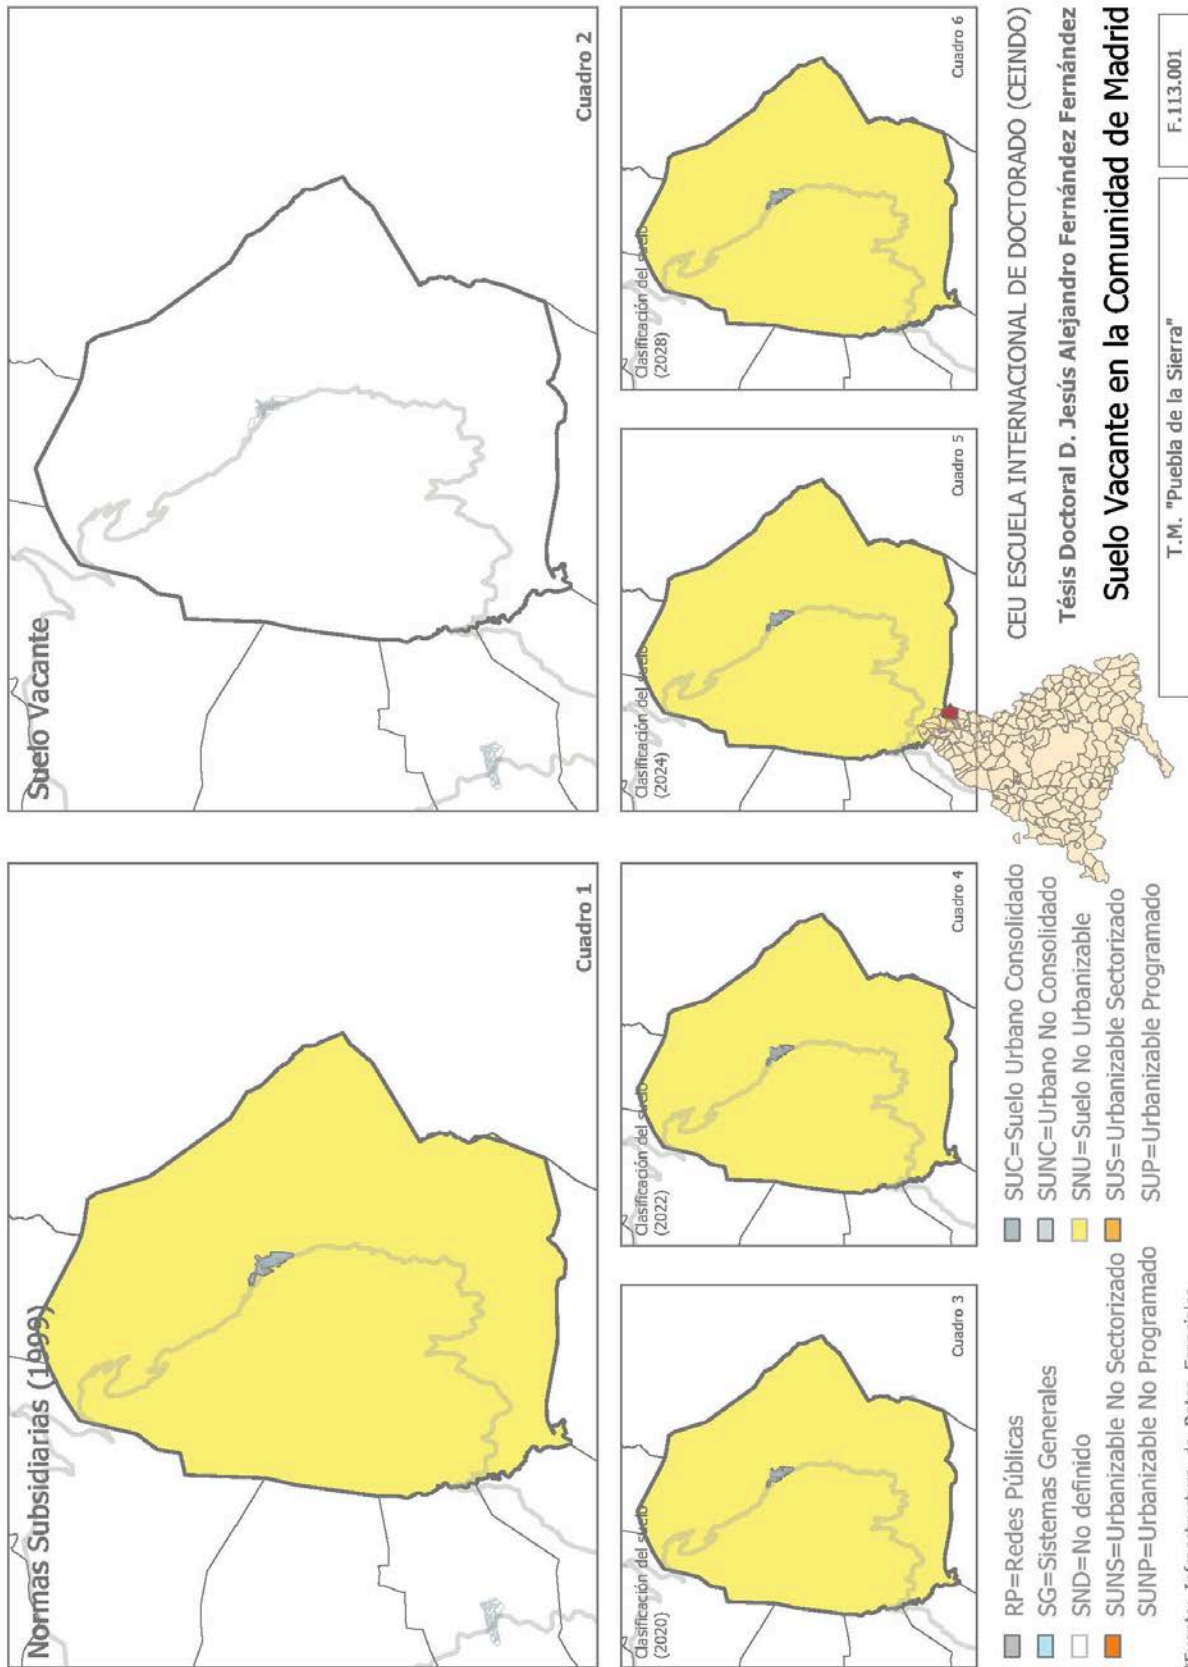 Normas Subsidiarias (1999)
Cuadro 1
Suelo Vacante
Cuadro 2
Clasificación del suelo
(2020)
Cuadro 3
Clasificación del suelo
(2022)
Cuadro 4
Clasificación del suelo
(2024)
Cuadro 5
Clasificación del suelo
(2028)
Cuadro 6
RP=Redes Públicas
SG=Sistemas Generales
SND=No definido
SUNS=Urbanizable No Sectorizado
SUNP=Urbanizable No Programado
SUC=Suelo Urbano Consolidado
SUNC=Urbano No Consolidado
SNU=Suelo No Urbanizable
SUS=Urbanizable Sectorizado
SUP=Urbanizable Programado
CEU ESCUELA INTERNACIONAL DE DOCTORADO (CEINDO)
Tésis Doctoral D. Jesús Alejandro Fernández Fernández
Suelo Vacante en la Comunidad de Madrid
T.M. "Puebla de la Sierra"
F.113.001